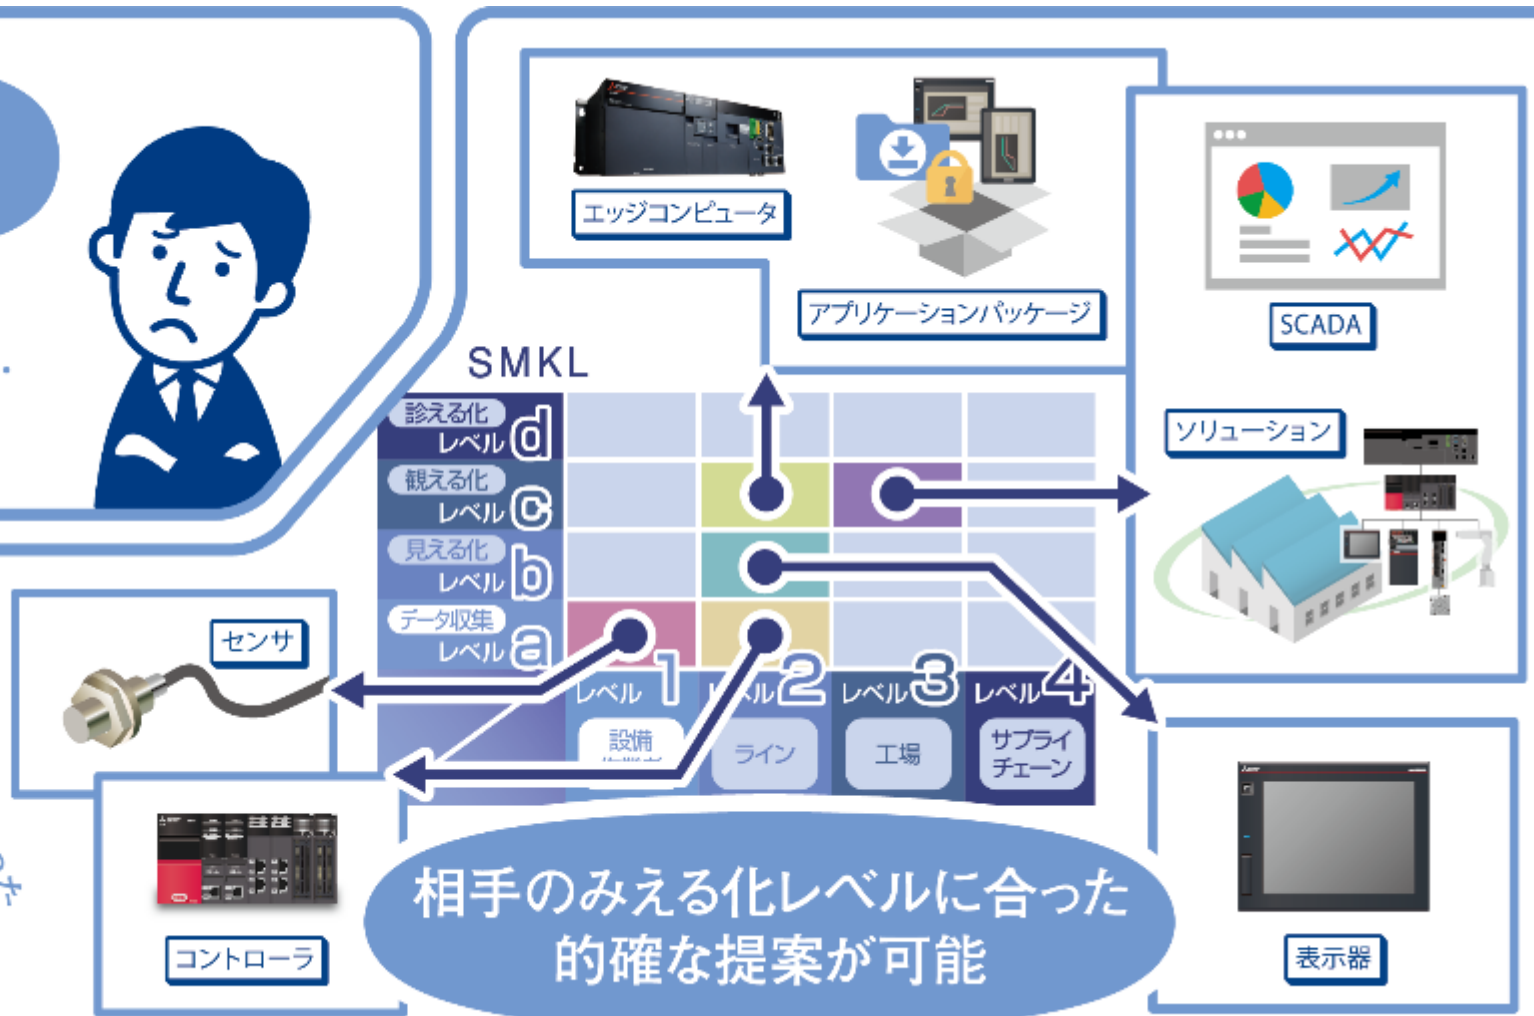 エッジコンピュータ
アプリケーションパッケージ
SCADA
ソリューション
SMKL
診える化
レベル d
観える化
レベル c
見える化
レベル b
データ収集
レベル a
センサ
レベル 1
レベル 2
レベル 3
レベル 4
設備
ライン
工場
サプライ
チェーン
コントローラ
相手のみえる化レベルに合った
的確な提案が可能
表示器